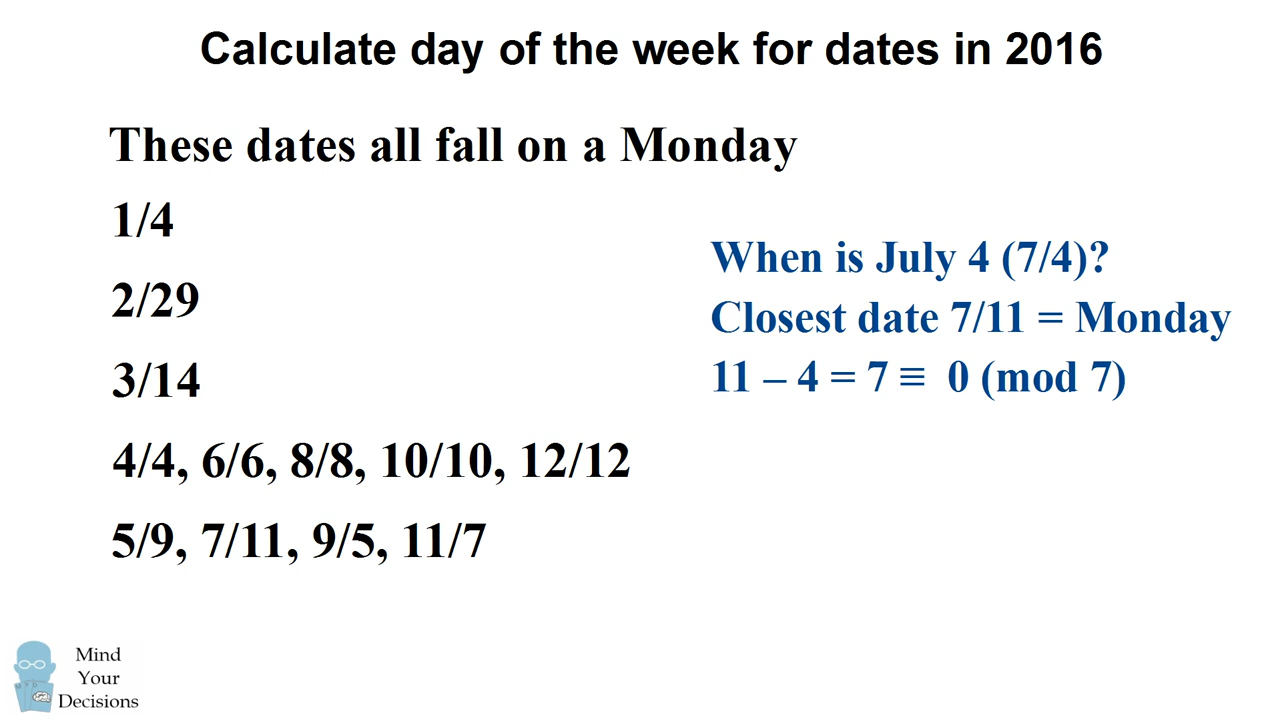 Calculate day of the week for dates in 2016
These dates all fall on a Monday
1/4
2/29
3/14
4/4, 6/6, 8/8, 10/10, 12/12
5/9, 7/11, 9/5, 11/7
When is July 4 (7/4)?
Closest date 7/11 = Monday
11 – 4 = 7 ≡ 0 (mod 7)
Mind
Your
Decisions